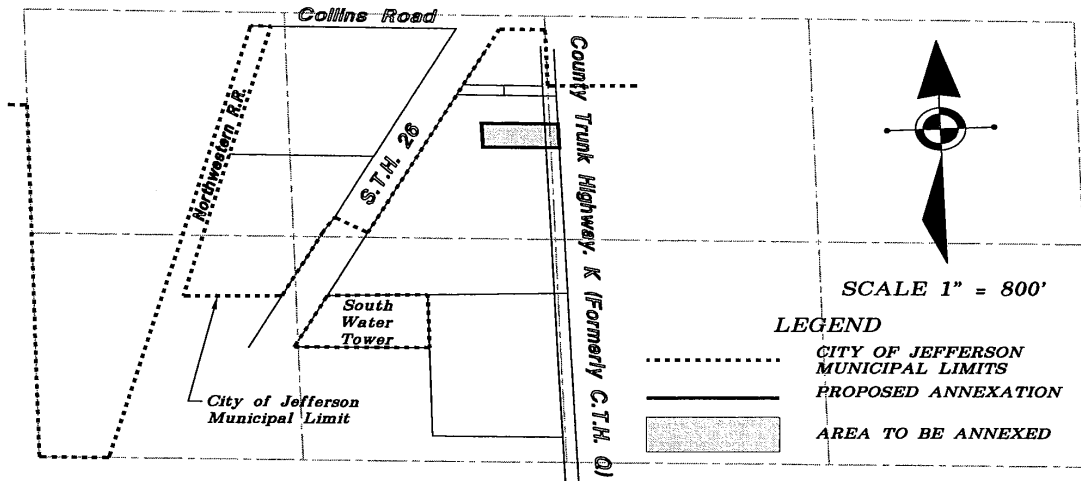 Collins Road
Northwestern R.R.
S.T.H. 26
County Trunk Highway. K (Formerly C.T.H. Q)
SCALE 1" = 800'
South
Water
Tower
City of Jefferson
Municipal Limit
LEGEND
CITY OF JEFFERSON
MUNICIPAL LIMITS
PROPOSED ANNEXATION
AREA TO BE ANNEXED